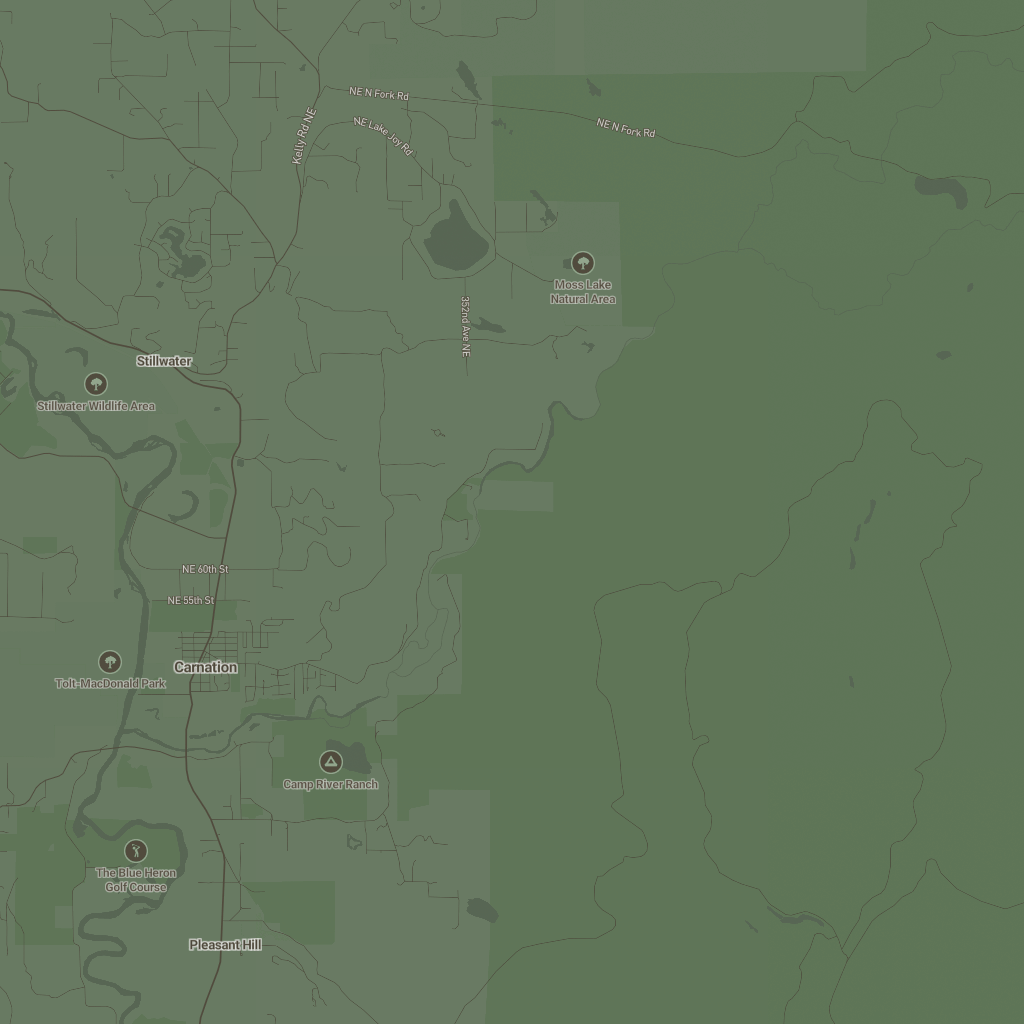 NE N Fork Rd
Kelly Rd NE
NE Lake Joy Rd
NE N Fork Rd
Moss Lake
Natural Area
352nd Ave NE
Stillwater
Stillwater Wildlife Area
NE 60th St
NE 55th St
Carnation
Tolt-MacDonald Park
Camp River Ranch
The Blue Heron
Golf Course
Pleasant Hill